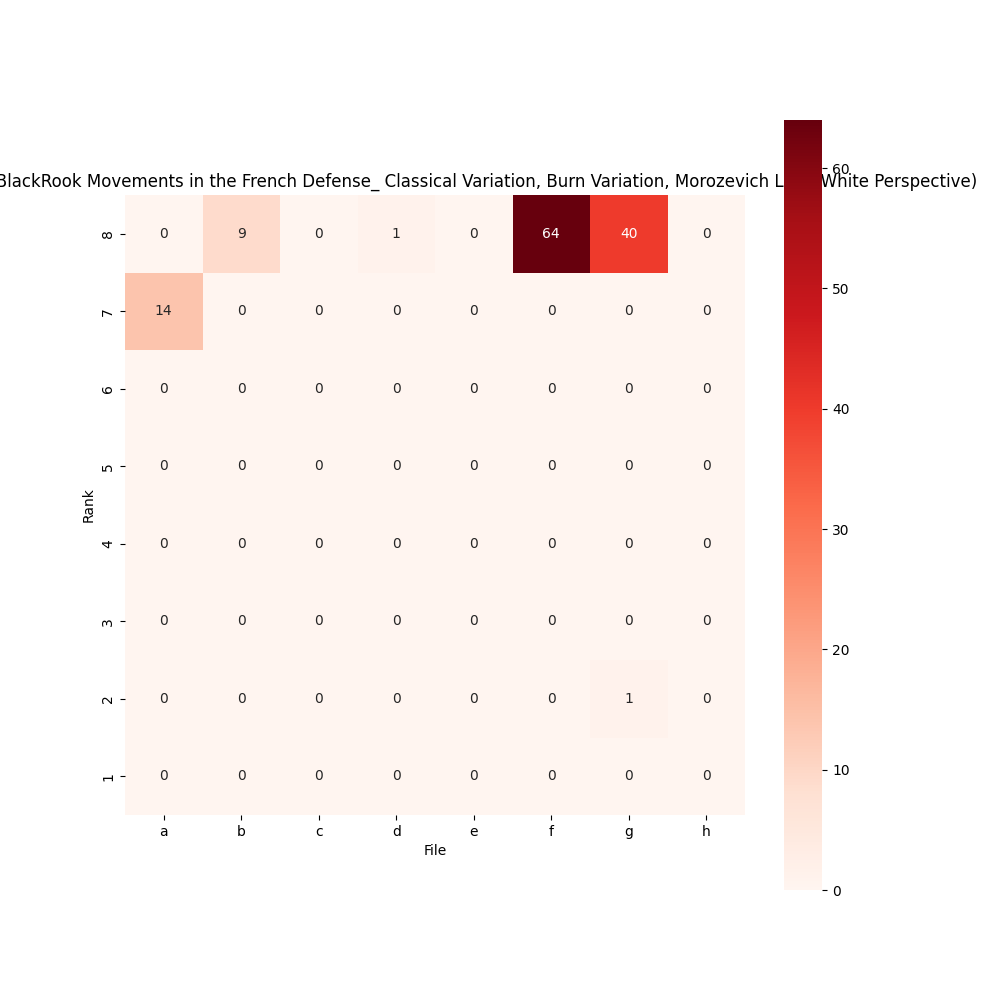 BlackRook Movements in the French Defense_ Classical Variation, Burn Variation, Morozevich L White Perspective)
60
8 0 9 0 1 0 64 40 0
50
7 14 0 0 0 0 0 0 0
6 0 0 0 0 0 0 0 0
40
5 0 0 0 0 0 0 0 0
Rank
30
4 0 0 0 0 0 0 0 0
3 0 0 0 0 0 0 0 0
20
2 0 0 0 0 0 0 1 0
10
1 0 0 0 0 0 0 0 0
a b c d e f g h
File
0